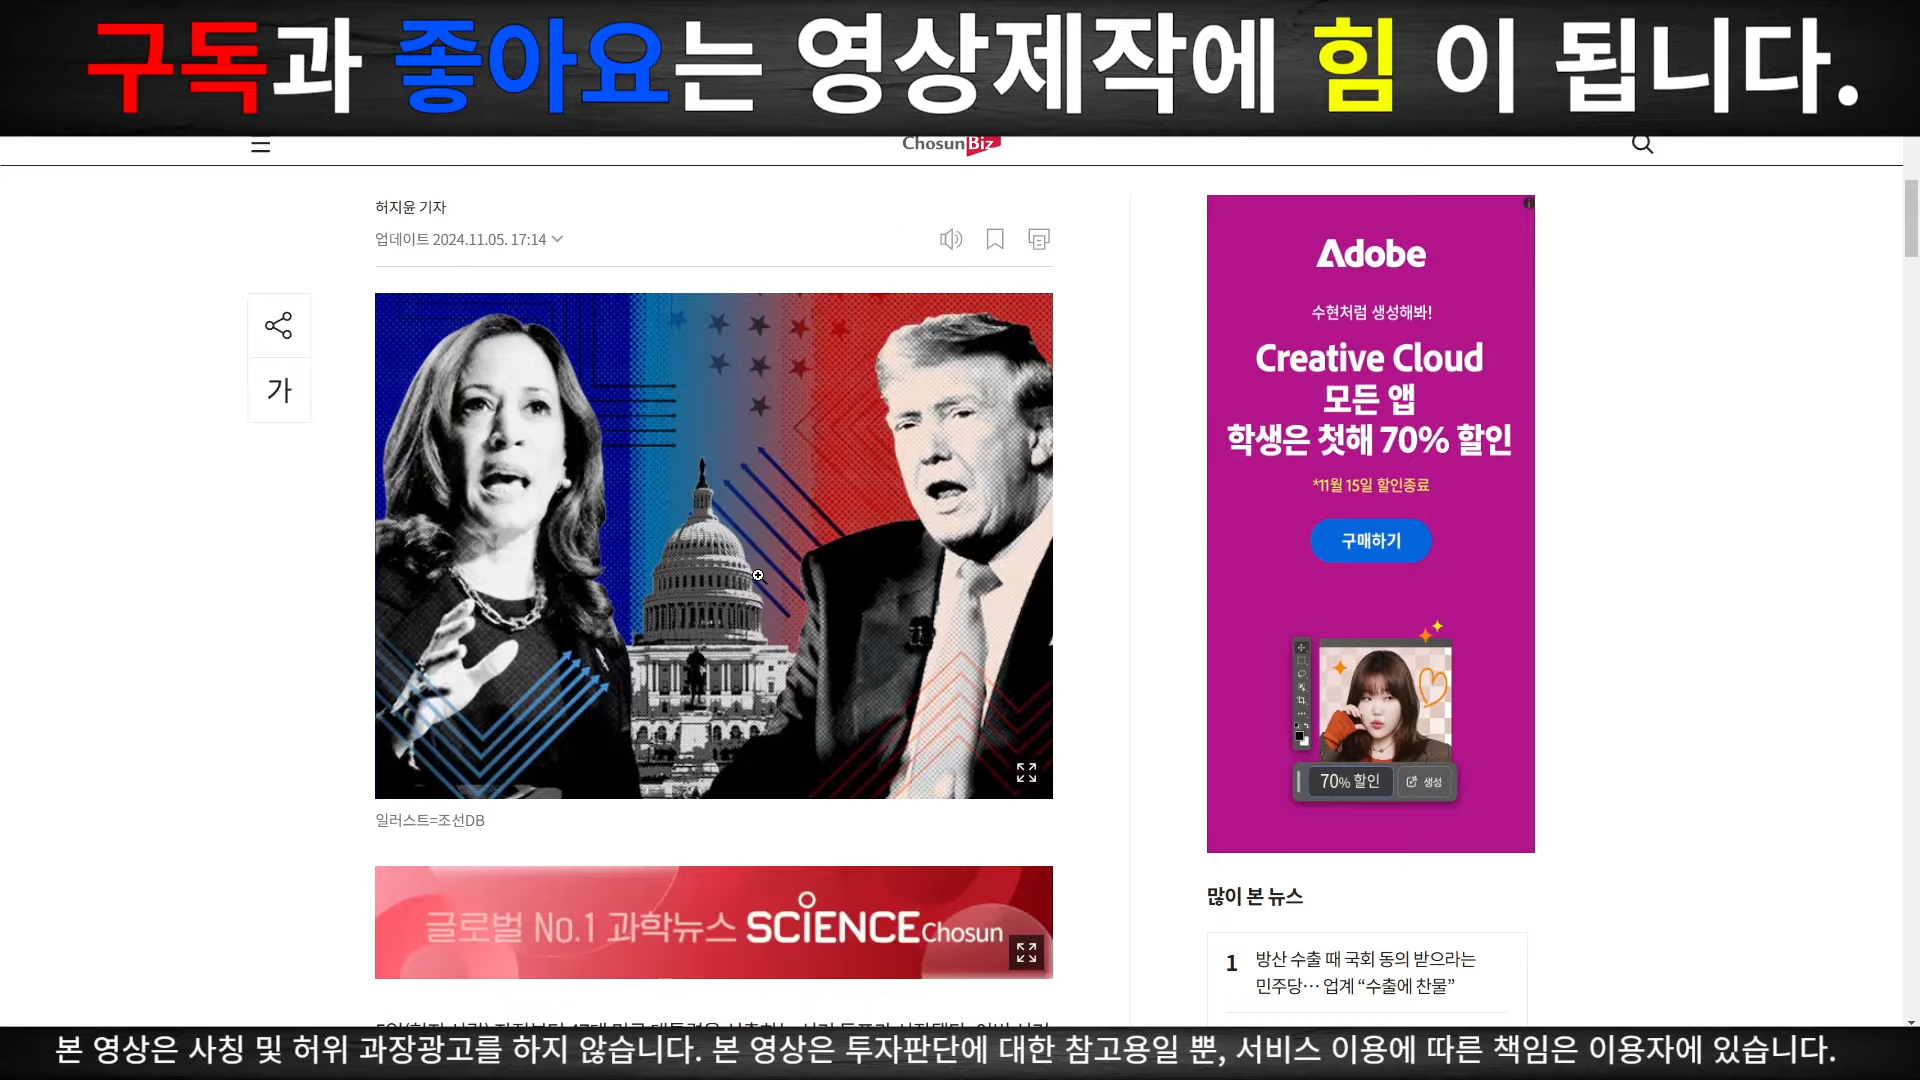 구독과 좋아요는 영상제작에 힘 이 됩니다.
ChosunBiz
허지윤 기자
업데이트 2024.11.05. 17:14
가
일러스트=조선DB
글로벌 No.1 과학뉴스 SCIENCE Chosun
Adobe
수현처럼 생성해봐!
Creative Cloud
모든 앱
학생은 첫해 70% 할인
*11월 15일 할인종료
구매하기
70% 할인
생성
많이 본 뉴스
1 방산 수출 때 국회 동의 받으라는
민주당… 업계 “수출에 찬물”
본 영상은 사칭 및 허위 과장광고를 하지 않습니다. 본 영상은 투자판단에 대한 참고용일 뿐, 서비스 이용에 따른 책임은 이용자에 있습니다.